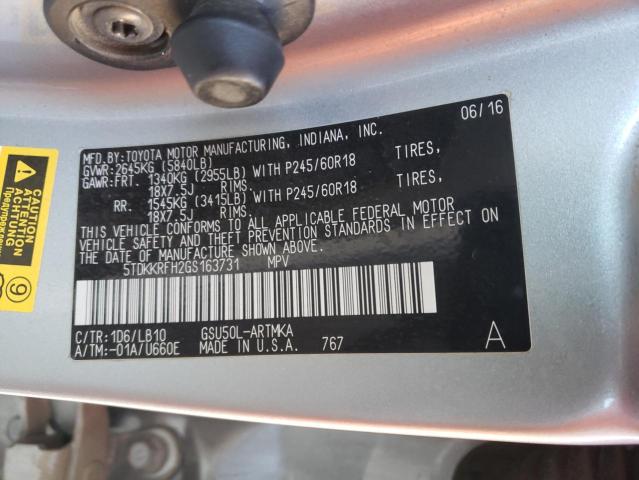 06/16
MFD.BY:TOYOTA MOTOR MANUFACTURING, INDIANA, INC.
GVWR:2645KG (5840LB)
GAWR:FRT. 1340KG (2955LB) WITH P245/60R18 TIRES,
18X7.5J RIMS.
RR. 1545KG (3415LB) WITH P245/60R18 TIRES,
18X7.5J RIMS.
THIS VEHICLE CONFORMS TO ALL APPLICABLE FEDERAL MOTOR
VEHICLE SAFETY AND THEFT PREVENTION STANDARDS IN EFFECT ON
THE DATE OF MANUFACTURE SHOWN ABOVE.
5TDKKRFH2GS163731 MPV
C/TR:1D6/LB10 GSU50L-ARTMKA
A/TM:-01A/U660E MADE IN U.S.A. 767 A
ATTENTION
ACHTUNG
9